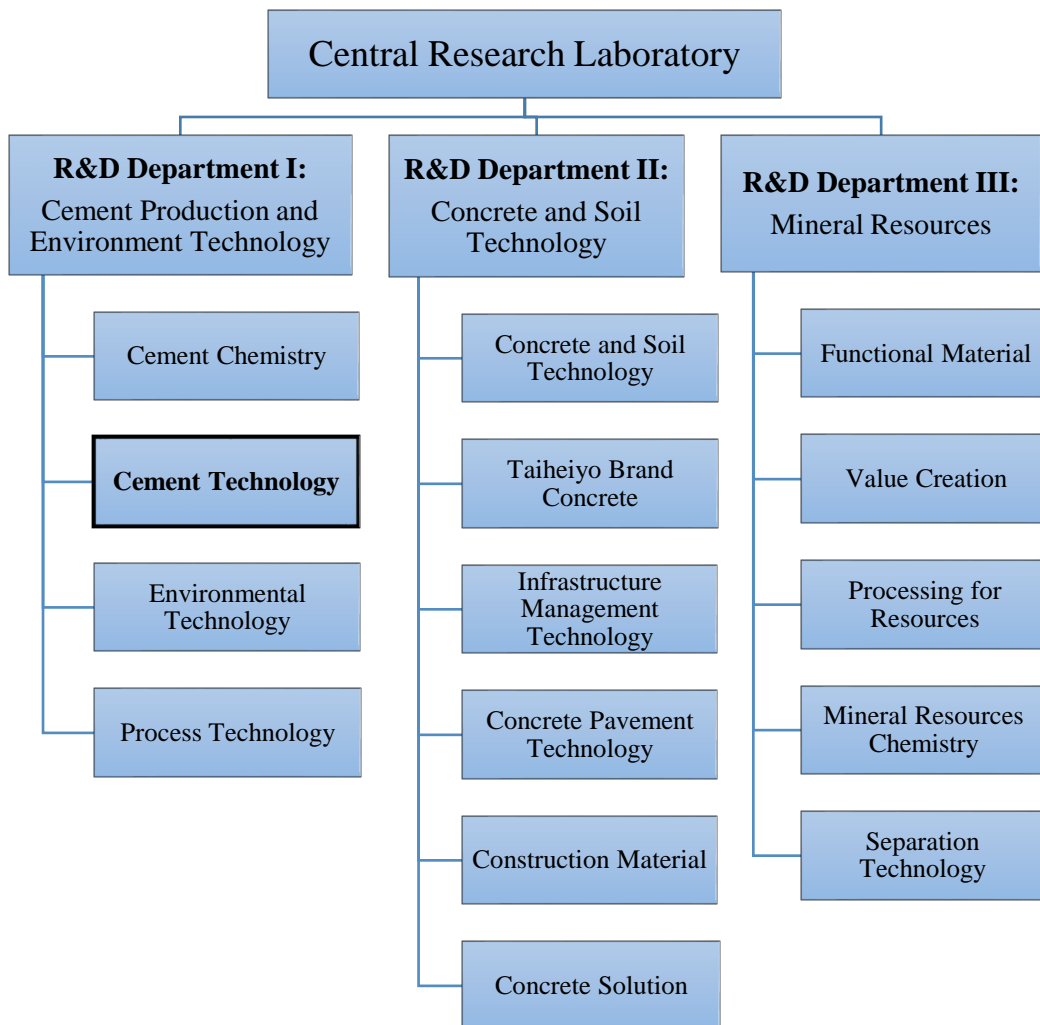 Central Research Laboratory
R&D Department I:
Cement Production and
Environment Technology
Cement Chemistry
Cement Technology
Environmental
Technology
Process Technology
R&D Department II:
Concrete and Soil
Technology
Concrete and Soil
Technology
Taiheiyo Brand
Concrete
Infrastructure
Management
Technology
Concrete Pavement
Technology
Construction Material
Concrete Solution
R&D Department III:
Mineral Resources
Functional Material
Value Creation
Processing for
Resources
Mineral Resources
Chemistry
Separation
Technology